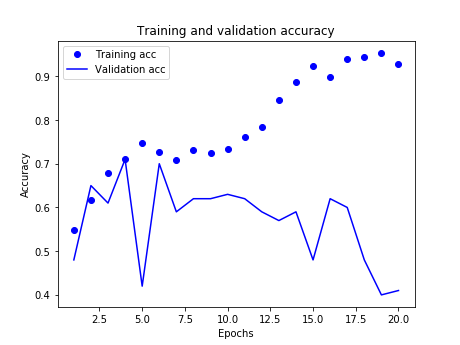 Training and validation accuracy
Training acc
Validation acc
Accuracy
0.9
0.8
0.7
0.6
0.5
0.4
2.5 5.0 7.5 10.0 12.5 15.0 17.5 20.0
Epochs